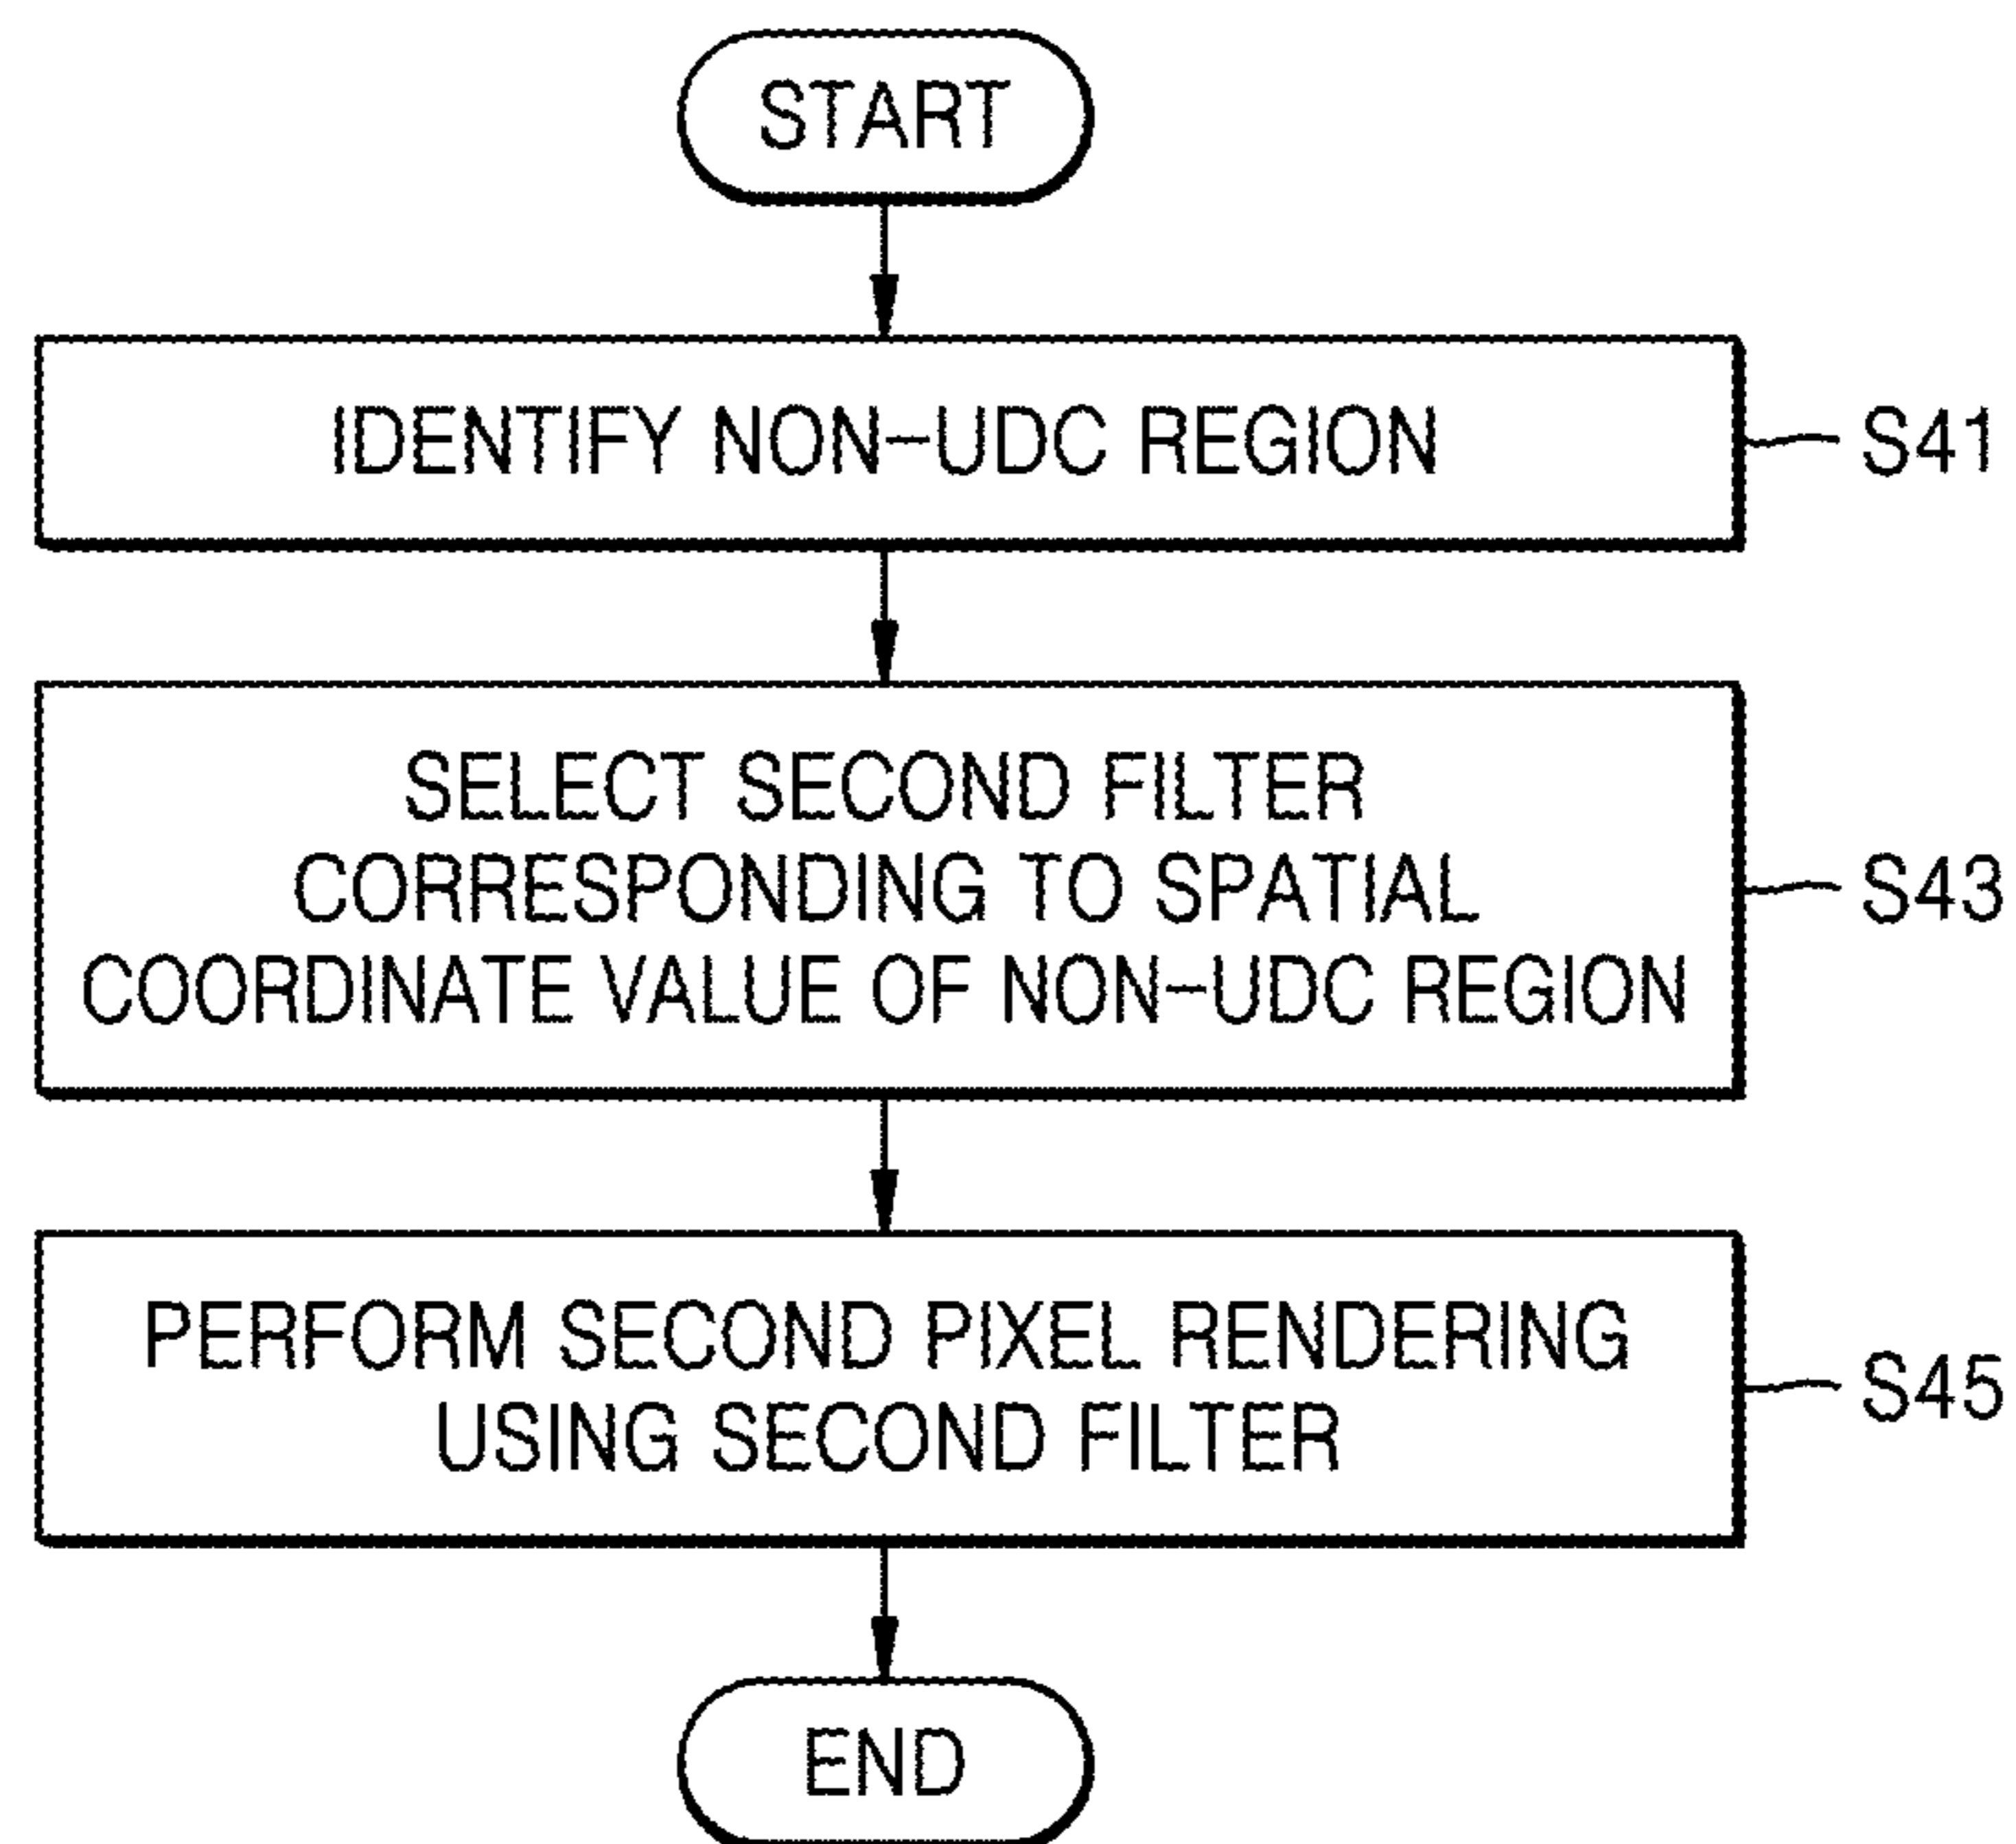 START
IDENTIFY NON-UDC REGION
S41
SELECT SECOND FILTER
CORRESPONDING TO SPATIAL
COORDINATE VALUE OF NON-UDC REGION
S43
PERFORM SECOND PIXEL RENDERING
USING SECOND FILTER
S45
END